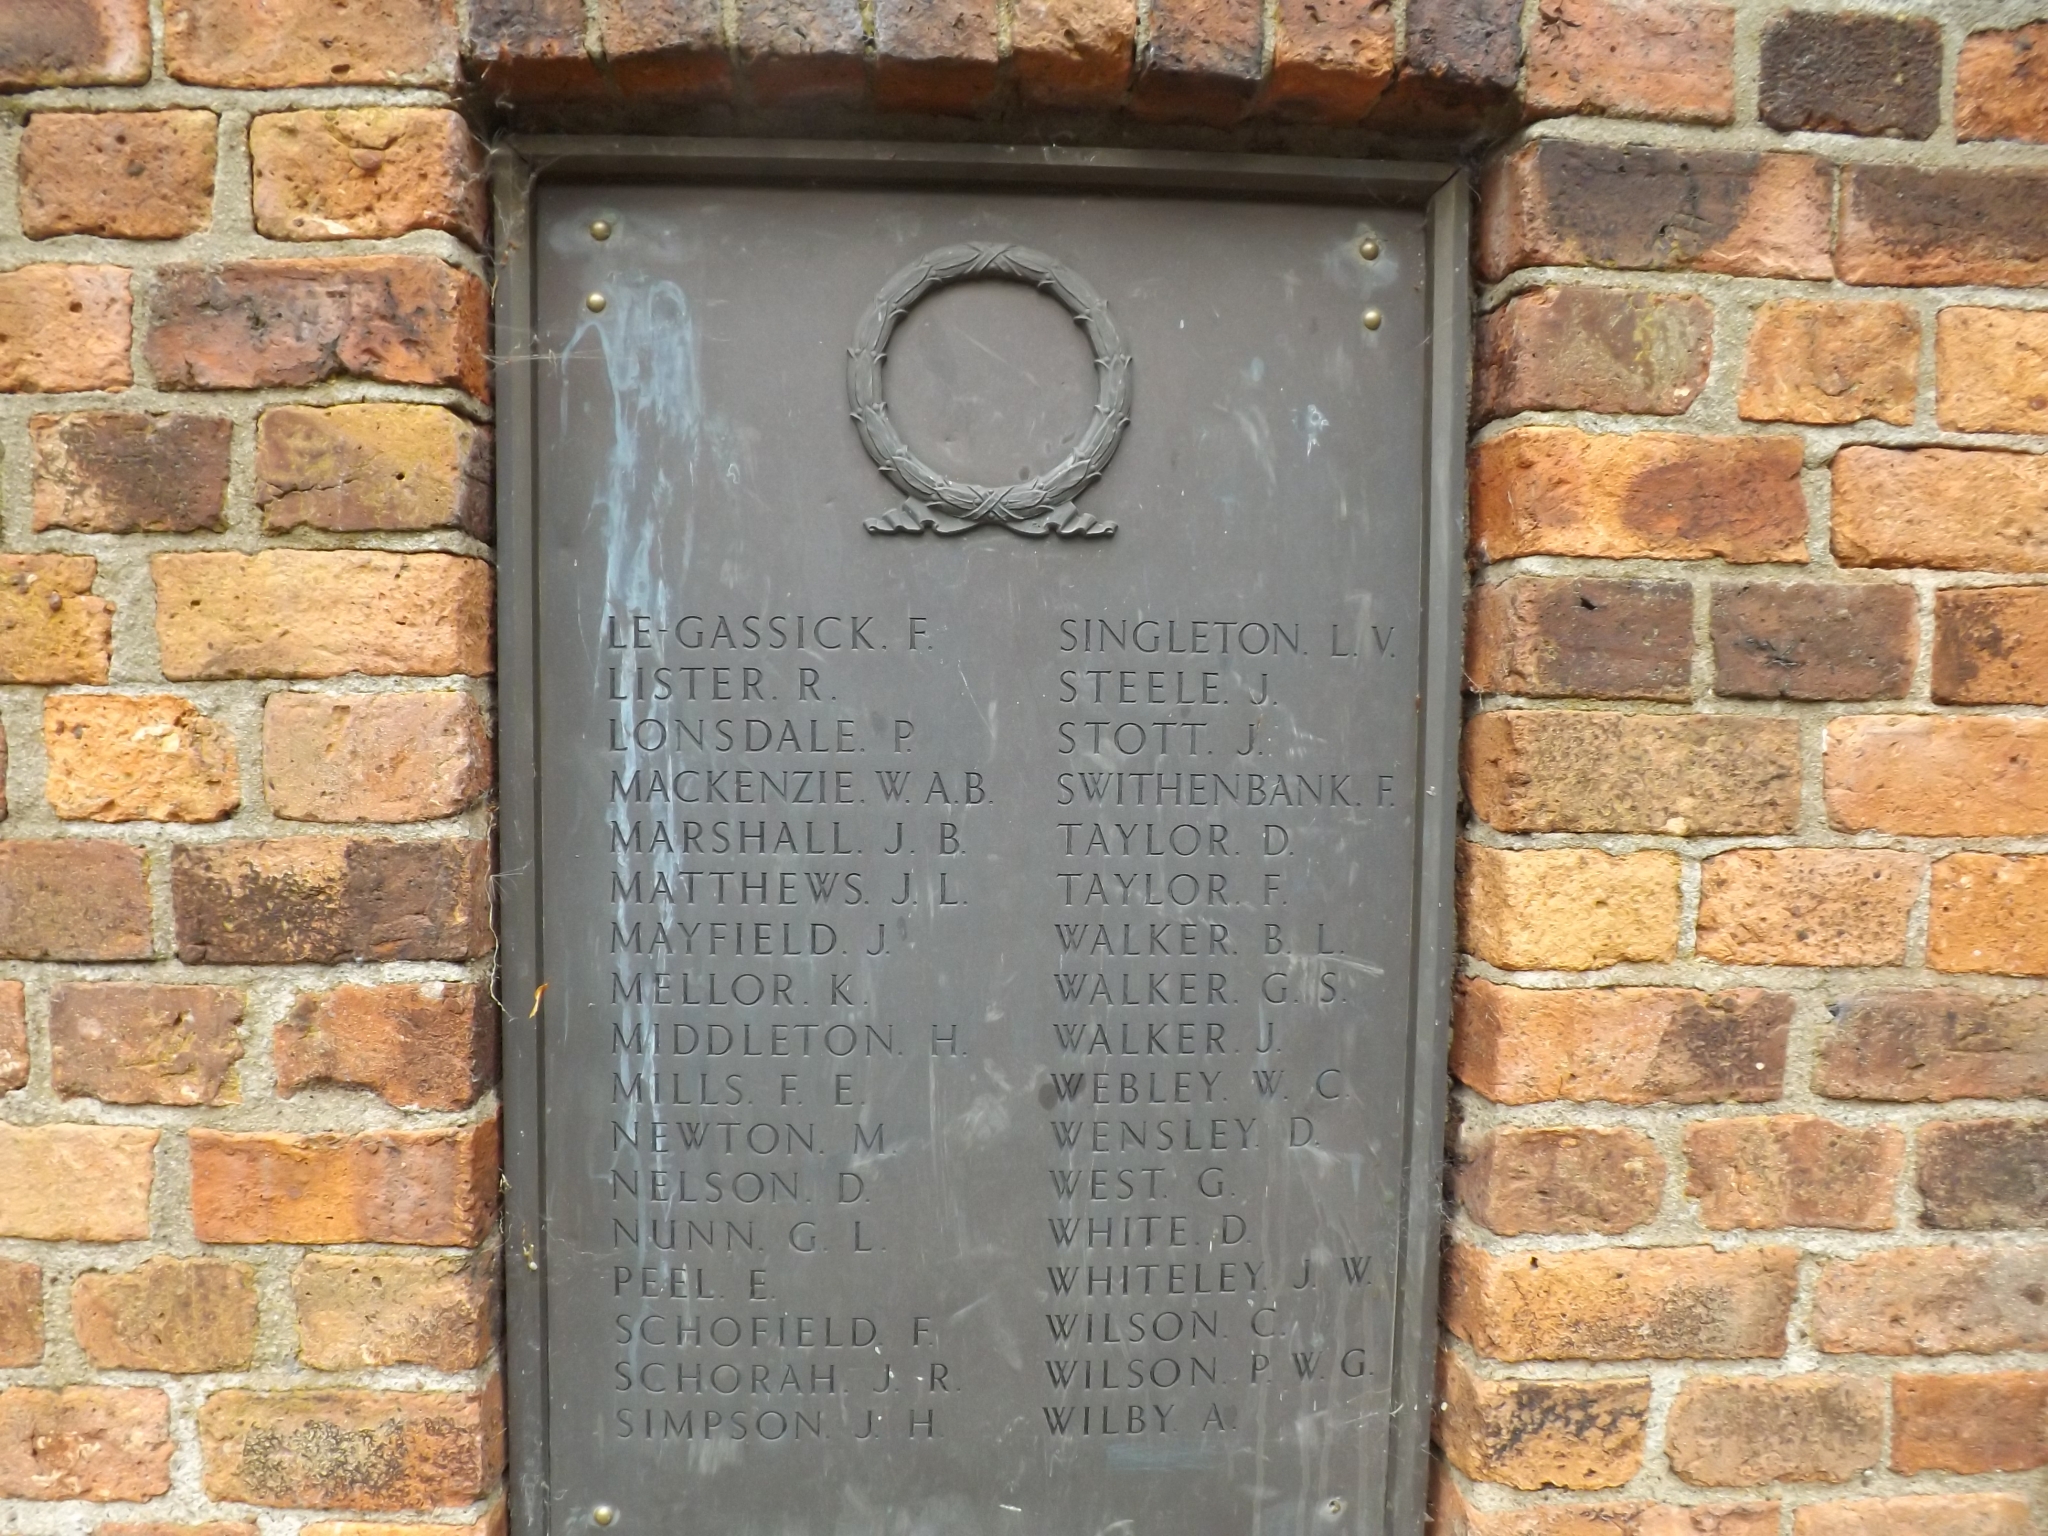 LE-GASSICK. F.
LISTER. R.
LONSDALE. P.
MACKENZIE. W. A.B.
MARSHALL. J. B.
MATTHEWS. J. L.
MAYFIELD. J.
MELLOR. K.
MIDDLETON. H.
MILLS. F. E.
NEWTON. M.
NELSON. D.
NUNN. G. L.
PEEL. E.
SCHOFIELD. F.
SCHORAH. J. R.
SIMPSON. J. H.
SINGLETON. L. V.
STEELE. J.
STOTT. J.
SWITHENBANK. F.
TAYLOR. D.
TAYLOR. F.
WALKER. B. L.
WALKER. G. S.
WALKER. J.
WEBLEY. W. C.
WENSLEY. D.
WEST. G.
WHITE. D.
WHITELEY. J. W.
WILSON. C.
WILSON. P. W. G.
WILBY. A.